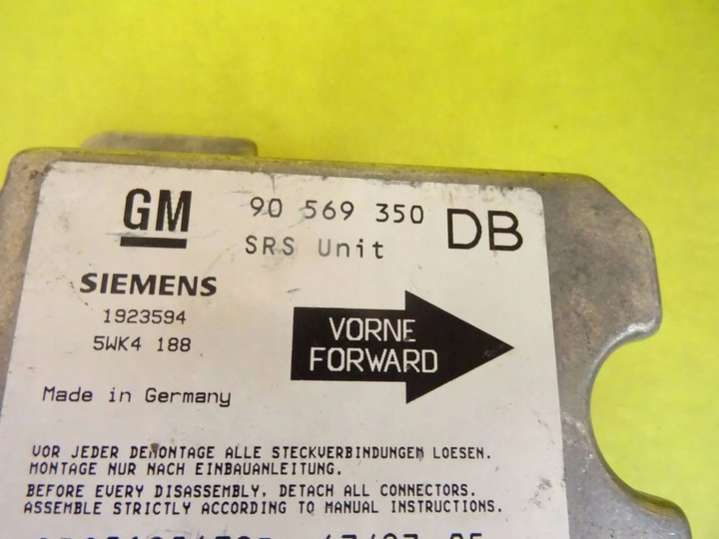 GM 90 569 350 DB
SRS Unit
SIEMENS
1923594
5WK4 188
VORNE
FORWARD
Made in Germany
VOR JEDER DEMONTAGE ALLE STECKVERBINDUNGEN LOESEN.
MONTAGE NUR NACH EINBAUANLEITUNG.
BEFORE EVERY DISASSEMBLY, DETACH ALL CONNECTORS.
ASSEMBLE STRICTLY ACCORDING TO MANUAL INSTRUCTIONS.